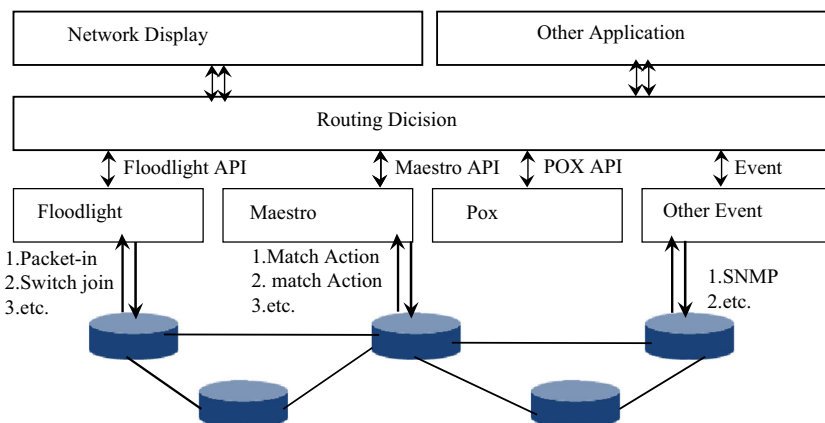 Network Display
Other Application
Routing Dicision
Floodlight API
Maestro API
POX API
Event
Floodlight
Maestro
Pox
Other Event
1.Packet-in
2.Switch join
3.etc.
1.Match Action
2. match Action
3.etc.
1.SNMP
2.etc.